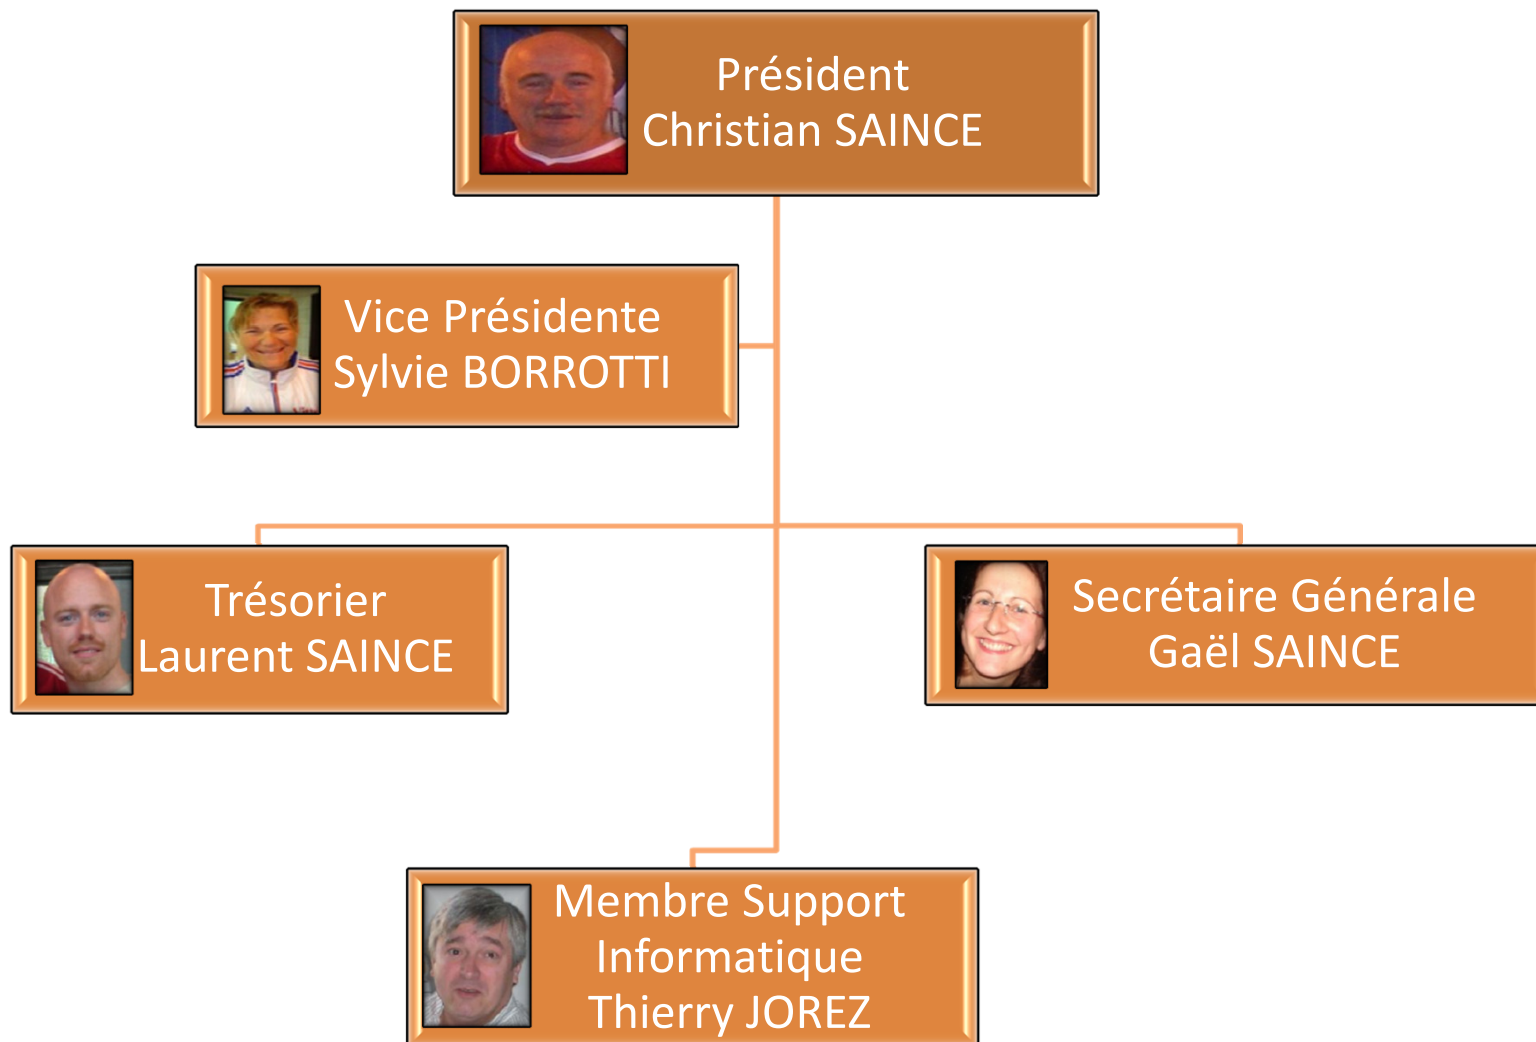 Président
Christian SAINCE
Vice Présidente
Sylvie BORROTTI
Trésorier
Laurent SAINCE
Secrétaire Générale
Gaël SAINCE
Membre Support
Informatique
Thierry JOREZ